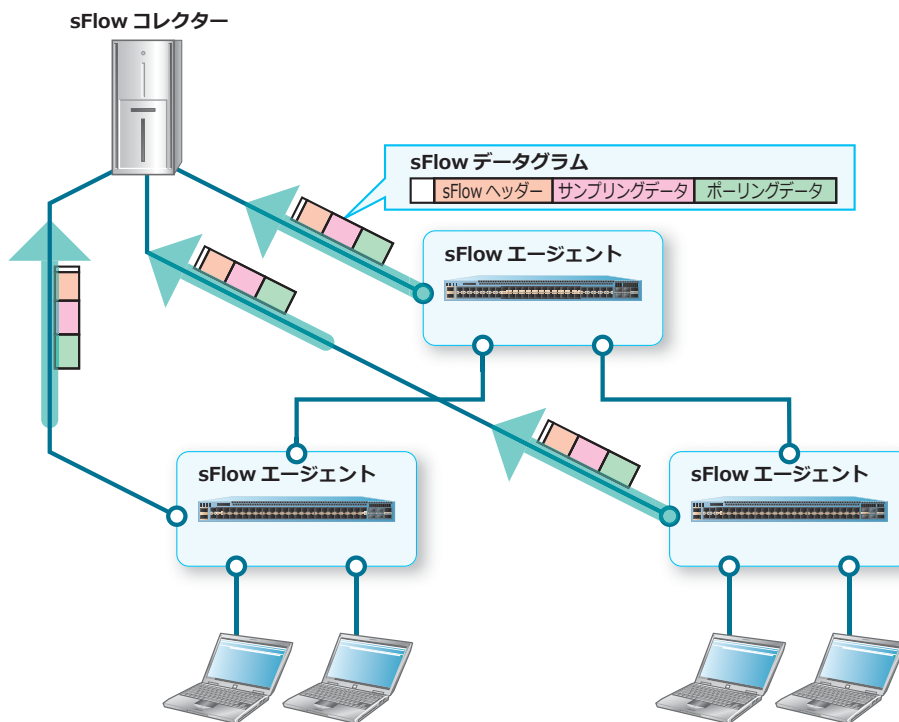 sFlow コレクター
sFlow データグラム
sFlow ヘッダー
サンプリングデータ
ポーリングデータ
sFlow エージェント
sFlow エージェント
sFlow エージェント